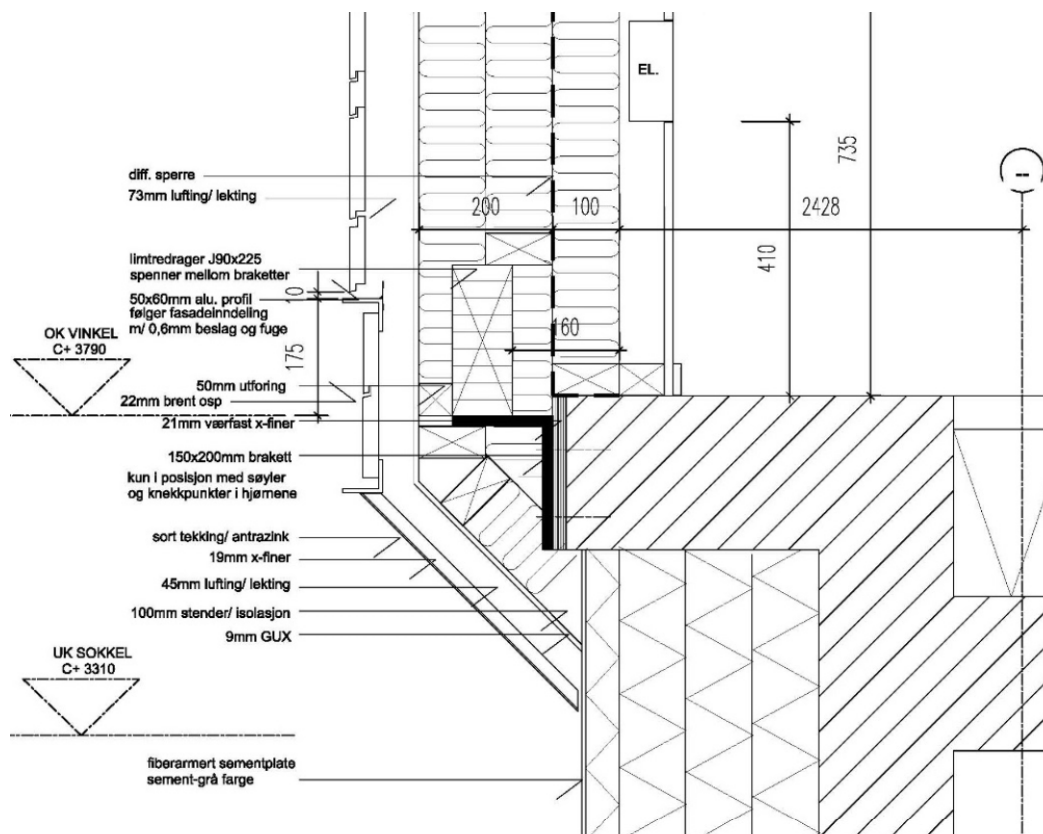 EL.
diff. sperre
73mm lufting/ lekting
200
100
2428
735
410
limtredrager J90x225
spenner mellom braketter
50x60mm alu. profil
følger fasadeinndeling
m/ 0,6mm beslag og fuge
0
175
160
OK VINKEL
C+ 3790
50mm utforing
22mm brent osp
21mm værfast x-finer
150x200mm brakett
kun i posisjon med søyler
og knekkpunkter i hjørnene
sort tekking/ antrazink
19mm x-finer
45mm lufting/ lekting
100mm stender/ isolasjon
9mm GUX
UK SOKKEL
C+ 3310
fiberarmert sementplate
sement-grå farge